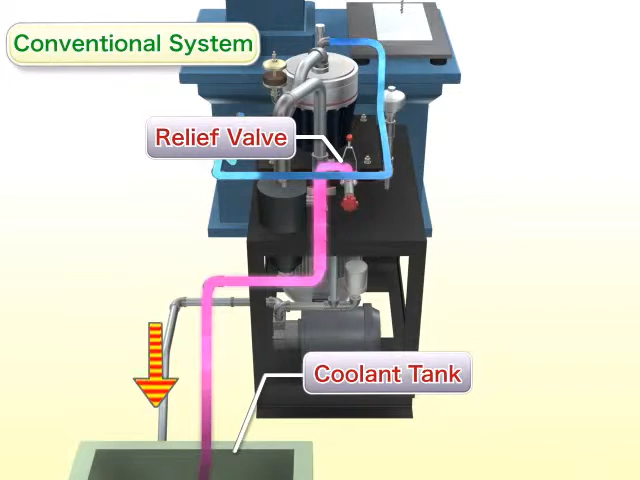 Conventional System
Relief Valve
Coolant Tank